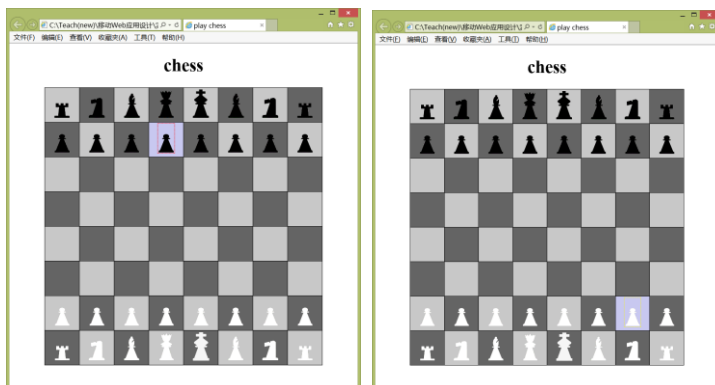 C:\Teach(new)\移动Web应用设计\1
play chess
文件(F) 编辑(E) 查看(V) 收藏夹(A) 工具(T) 帮助(H)
chess
C:\Teach(new)\移动Web应用设计\1
play chess
文件(F) 编辑(E) 查看(V) 收藏夹(A) 工具(T) 帮助(H)
chess